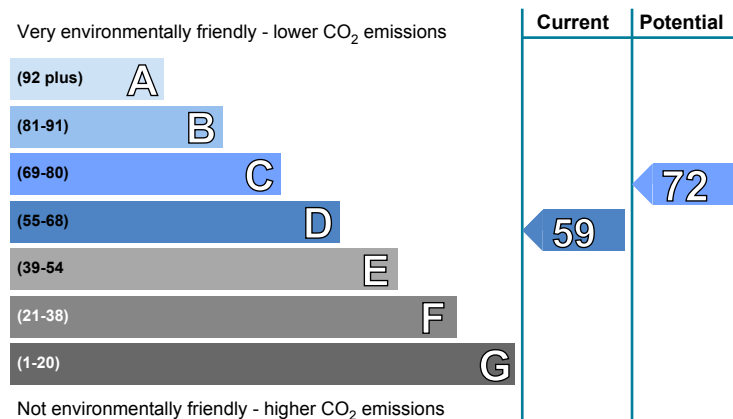 Very environmentally friendly - lower CO₂ emissions
Current
Potential
(92 plus) A
(81-91) B
(69-80) C
72
(55-68) D
59
(39-54 E
(21-38) F
(1-20) G
Not environmentally friendly - higher CO₂ emissions